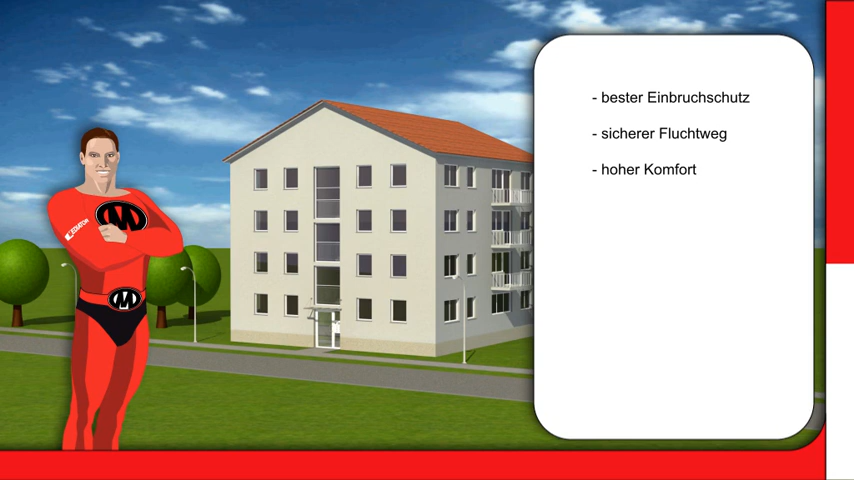 - bester Einbruchschutz
- sicherer Fluchtweg
- hoher Komfort
M
M